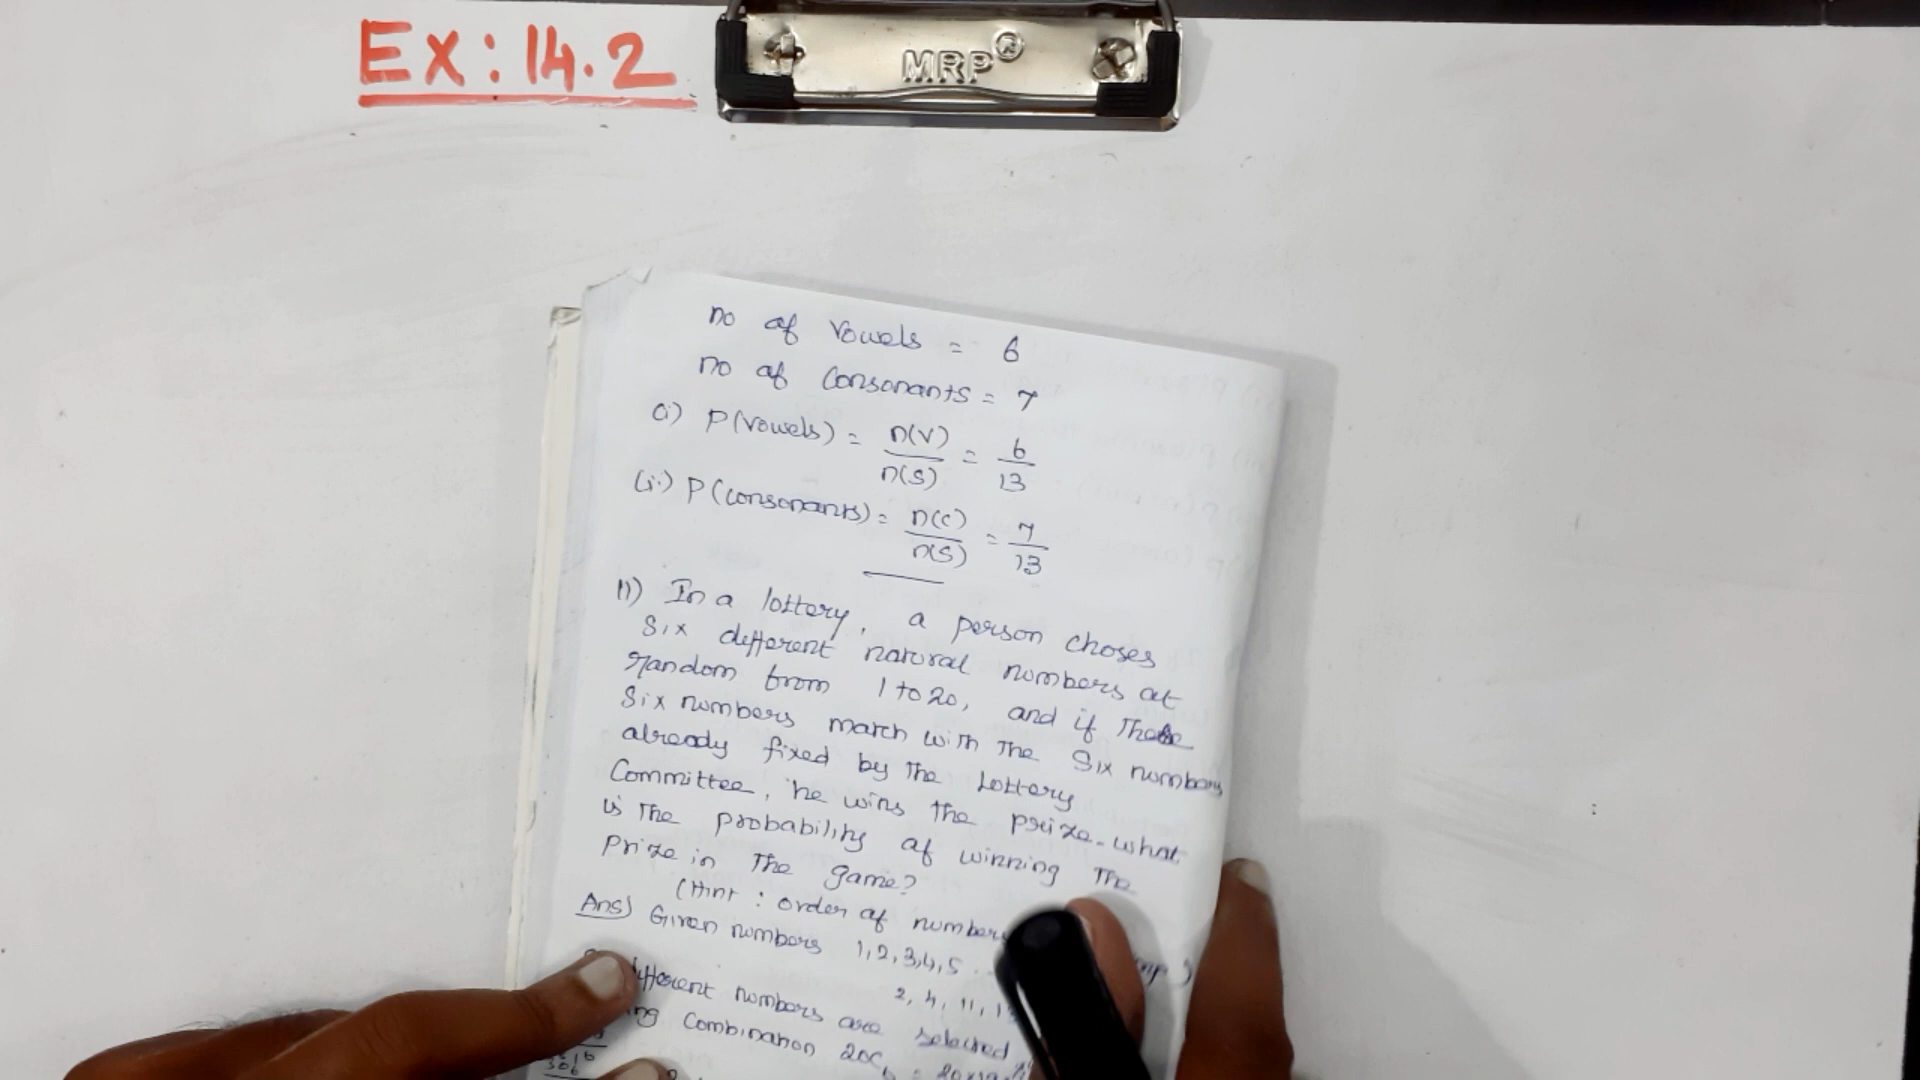 Ex: 14.2
MRP®
no of vowels = 6
no of Consonants = 7
(i) P(vowels) = n(V)/n(S) = 6/13
(ii) P(consonants) = n(c)/n(s) = 7/13
11) In a lottery, a person choses
six different natural numbers at
random from 1 to 20, and if these
six numbers match with the six numbers
already fixed by the Lottery
Committee, he wins the prize. what
is the probability of winning the
prize in the game?
(Hint : order of numbers
Ans) Given numbers 1,2,3,4,5
2, 4, 11,
numbers are selected
Combination 20C6 =
306